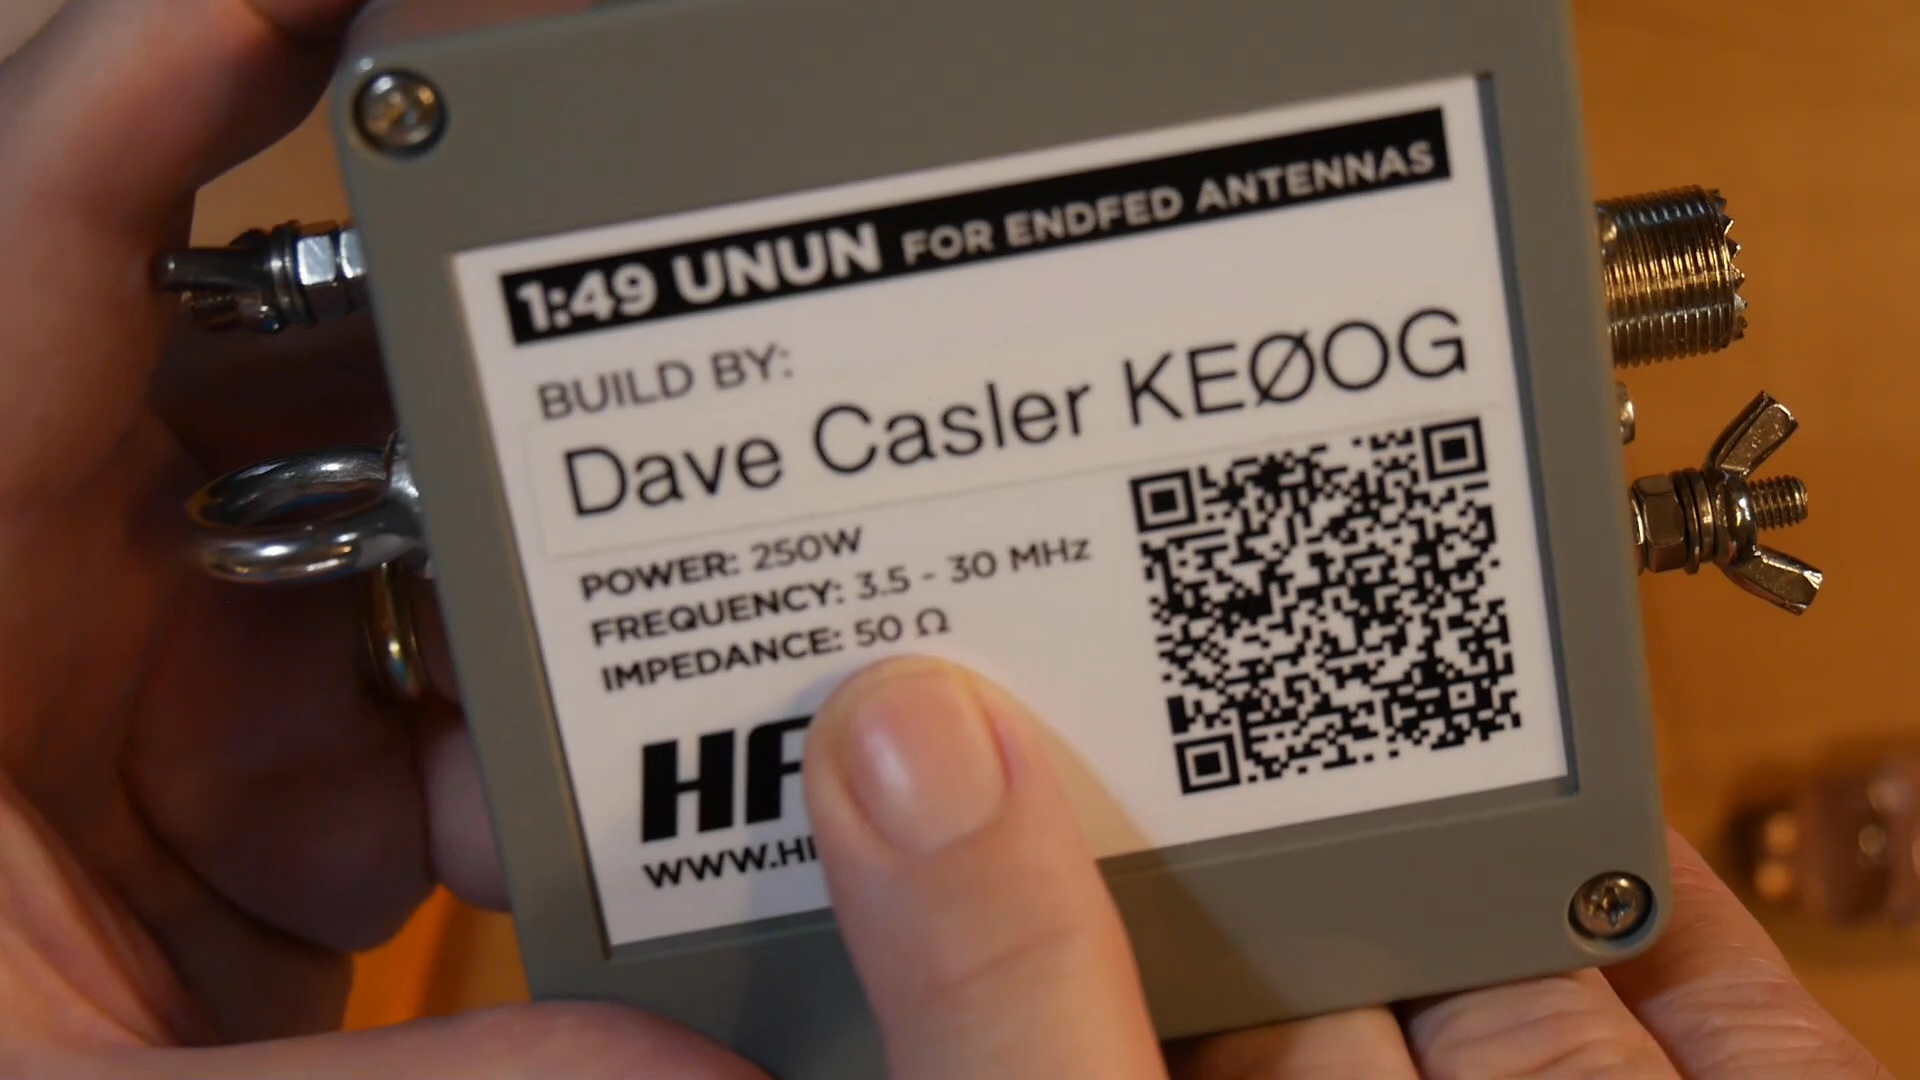 1:49 UNUN FOR ENDFED ANTENNAS
BUILD BY:
Dave Casler KEØOG
POWER: 250W
FREQUENCY: 3.5 - 30 MHz
IMPEDANCE: 50 Ω
HF